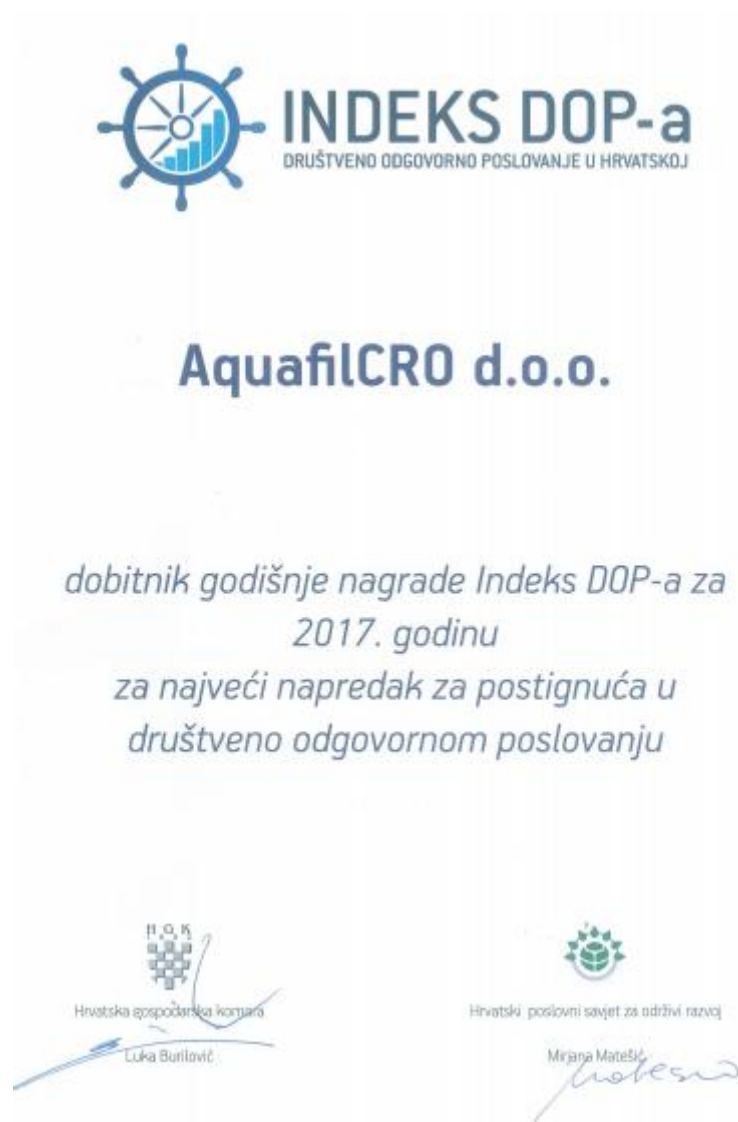 INDEKS DOP-a
DRUŠTVENO ODGOVORNO POSLOVANJE U HRVATSKOJ
AquafilCRO d.o.o.
dobitnik godišnje nagrade Indeks DOP-a za
2017. godinu
za najveći napredak za postignuća u
društveno odgovornom poslovanju
H G K
Hrvatska gospodarska komora
Luka Burilović
Hrvatski poslovni savjet za održivi razvoj
Mirjana Matešić